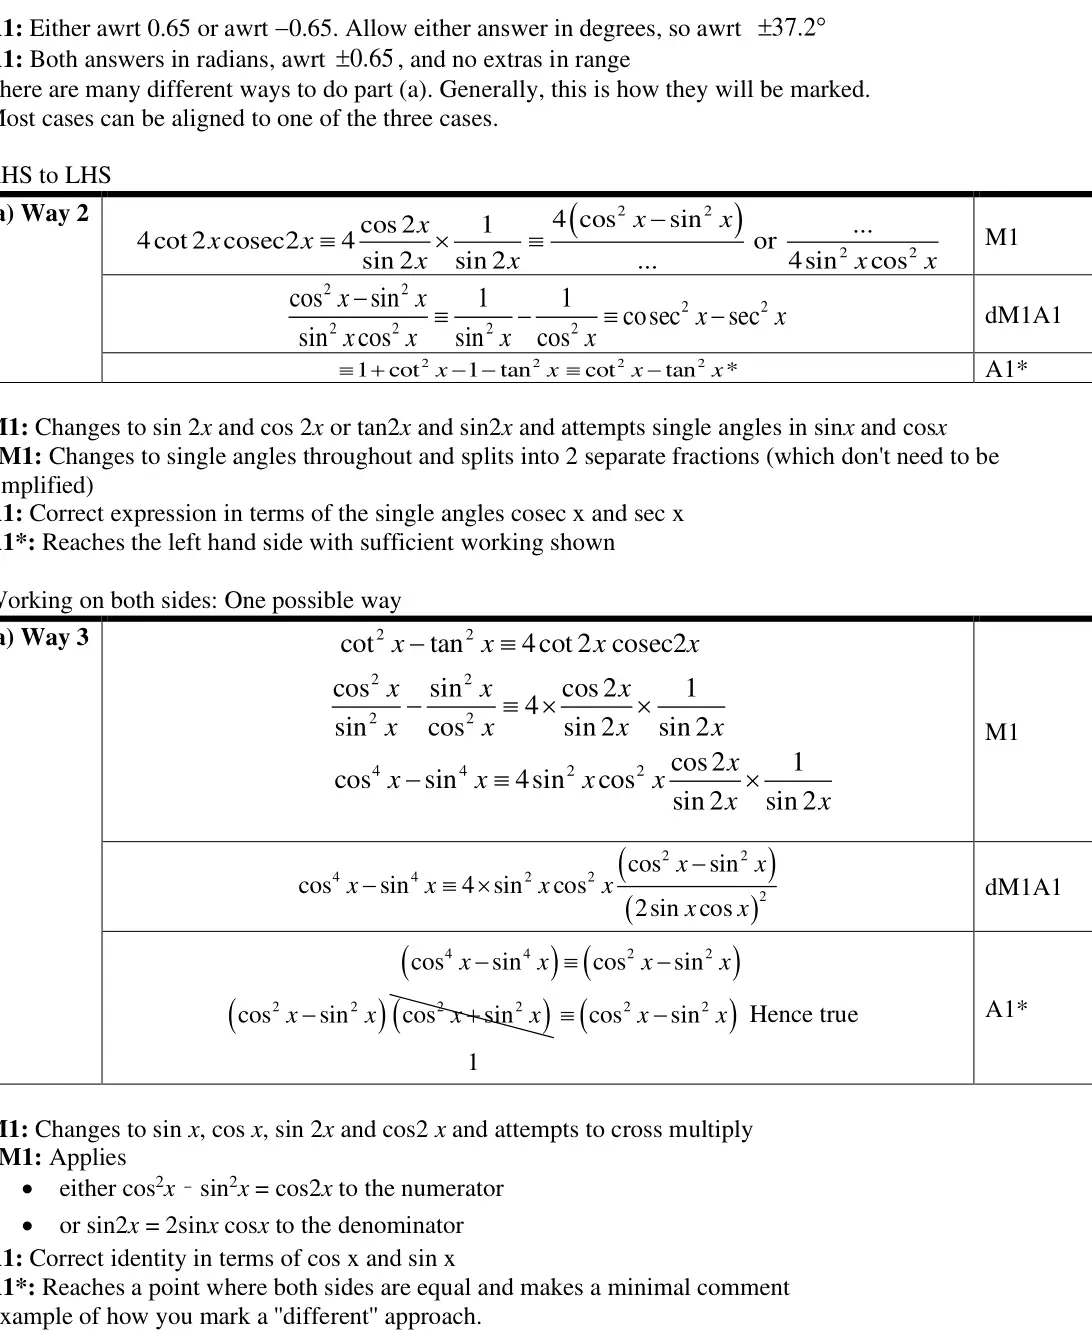 1: Either awrt 0.65 or awrt −0.65. Allow either answer in degrees, so awrt ±37.2°
1: Both answers in radians, awrt ±0.65, and no extras in range
here are many different ways to do part (a). Generally, this is how they will be marked.
Most cases can be aligned to one of the three cases.
HS to LHS
a) Way 2
4cot 2x cosec2x ≡ 4 cos 2x/sin 2x × 1/sin 2x ≡ 4(cos² x − sin² x)/... or .../4sin² x cos² x M1
(cos² x − sin² x)/(sin² x cos² x) ≡ 1/sin² x − 1/cos² x ≡ cosec² x − sec² x dM1A1
≡ 1 + cot² x − 1 − tan² x ≡ cot² x − tan² x * A1*
M1: Changes to sin 2x and cos 2x or tan2x and sin2x and attempts single angles in sinx and cosx
M1: Changes to single angles throughout and splits into 2 separate fractions (which don't need to be
mplified)
1: Correct expression in terms of the single angles cosec x and sec x
1*: Reaches the left hand side with sufficient working shown
Working on both sides: One possible way
a) Way 3
cot² x − tan² x ≡ 4cot 2x cosec2x
cos² x/sin² x − sin² x/cos² x ≡ 4 × cos 2x/sin 2x × 1/sin 2x M1
cos⁴ x − sin⁴ x ≡ 4sin² x cos² x cos 2x/sin 2x × 1/sin 2x
cos⁴ x − sin⁴ x ≡ 4 × sin² x cos² x (cos² x − sin² x)/(2sin x cos x)² dM1A1
(cos⁴ x − sin⁴ x) ≡ (cos² x − sin² x)
(cos² x − sin² x)(cos² x + sin² x) ≡ (cos² x − sin² x) Hence true A1*
1
M1: Changes to sin x, cos x, sin 2x and cos2 x and attempts to cross multiply
M1: Applies
• either cos²x - sin²x = cos2x to the numerator
• or sin2x = 2sinx cosx to the denominator
1: Correct identity in terms of cos x and sin x
1*: Reaches a point where both sides are equal and makes a minimal comment
xample of how you mark a "different" approach.